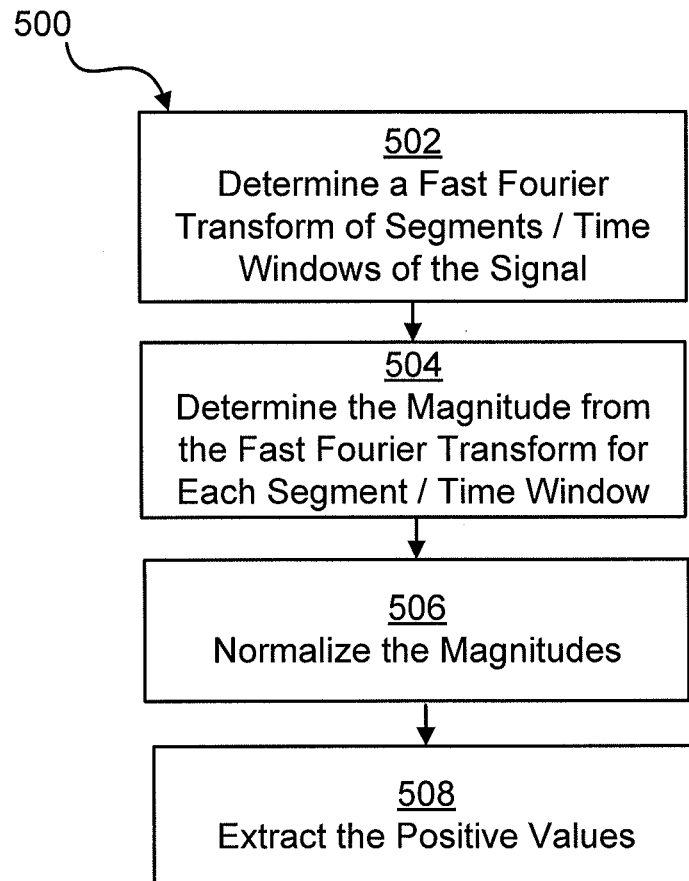 500
502
Determine a Fast Fourier
Transform of Segments / Time
Windows of the Signal
504
Determine the Magnitude from
the Fast Fourier Transform for
Each Segment / Time Window
506
Normalize the Magnitudes
508
Extract the Positive Values